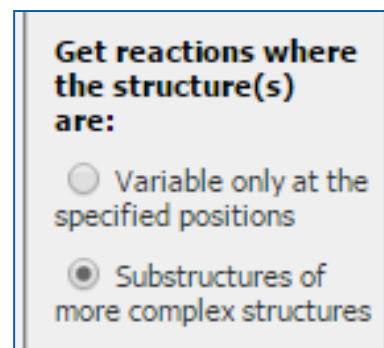 Get reactions where
the structure(s)
are:
Variable only at the
specified positions
Substructures of
more complex structures